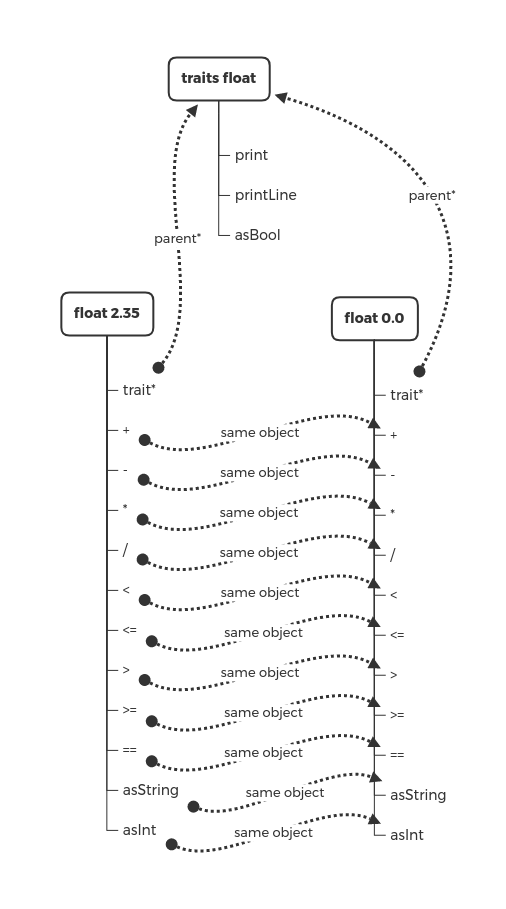 traits float
print
printLine
asBool
parent*
parent*
float 2.35
float 0.0
trait*
trait*
+ same object +
- same object -
* same object *
/ same object /
< same object <
<= same object <=
> same object >
>= same object >=
== same object ==
asString same object asString
asInt same object asInt